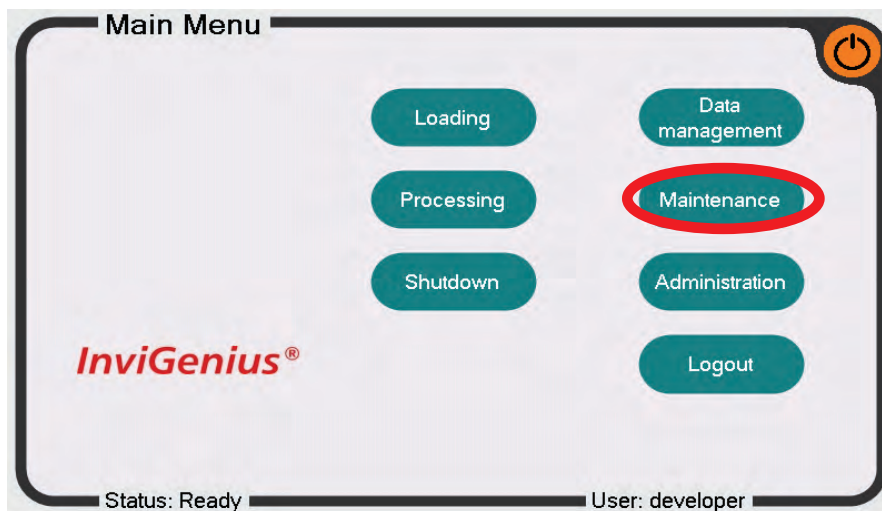 Main Menu
Loading
Data
management
Processing
Maintenance
Shutdown
Administration
InviGenius®
Logout
Status: Ready
User: developer